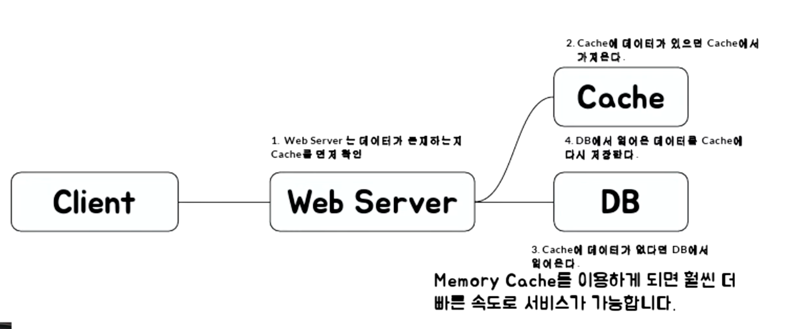 2. Cache에 데이터가 있으면 Cache에서
가져온다.
Cache
1. Web Server 는 데이터가 존재하는지
Cache를 먼저 확인
4. DB에서 읽어온 데이터를 Cache에
다시 저장한다.
Client
Web Server
DB
3. Cache에 데이터가 없다면 DB에서
읽어온다.
Memory Cache를 이용하게 되면 훨씬 더
빠른 속도로 서비스가 가능합니다.